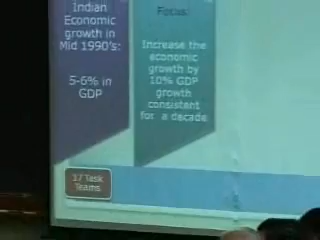 Indian
Economic
growth in
Mid 1990's:
5-6% in
GDP
Focus:
Increase the
economic
growth by
10% GDP
growth
consistent
for a decade
17 Task
Teams